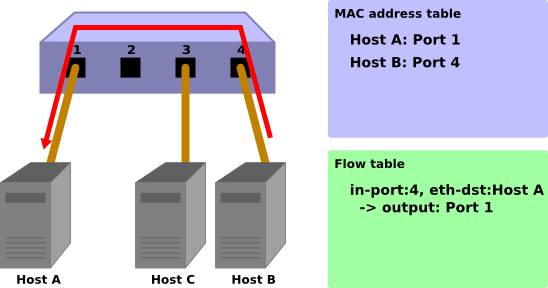 1 2 3 4
Host A
Host C
Host B
MAC address table
Host A: Port 1
Host B: Port 4
Flow table
in-port:4, eth-dst:Host A
-> output: Port 1